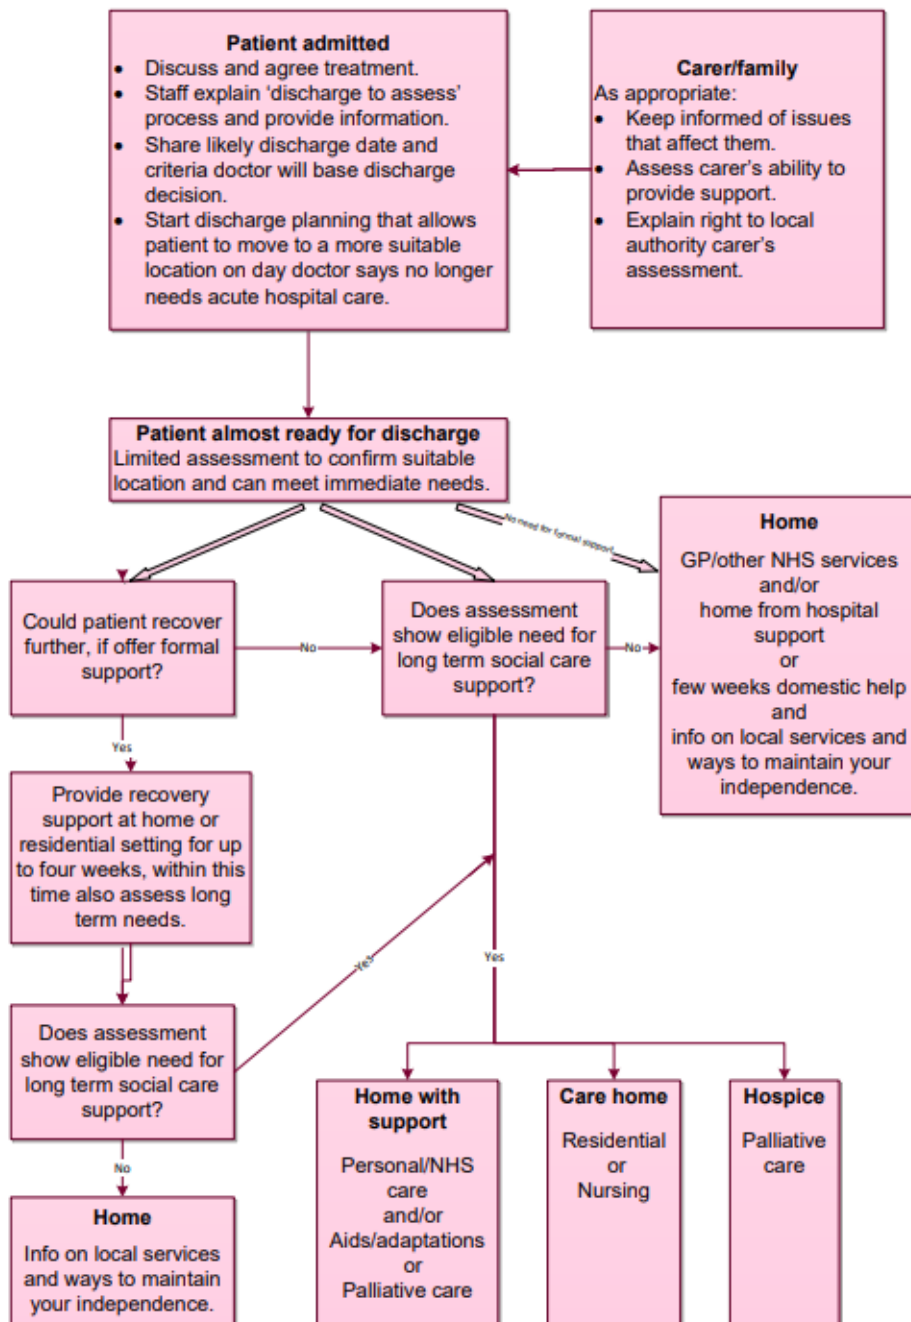 Patient admitted
• Discuss and agree treatment.
• Staff explain ‘discharge to assess’
process and provide information.
• Share likely discharge date and
criteria doctor will base discharge
decision.
• Start discharge planning that allows
patient to move to a more suitable
location on day doctor says no longer
needs acute hospital care.
Carer/family
As appropriate:
• Keep informed of issues
that affect them.
• Assess carer’s ability to
provide support.
• Explain right to local
authority carer’s
assessment.
Patient almost ready for discharge
Limited assessment to confirm suitable
location and can meet immediate needs.
No need for formal support
Home
GP/other NHS services
and/or
home from hospital
support
or
few weeks domestic help
and
info on local services and
ways to maintain your
independence.
Could patient recover
further, if offer formal
support?
No
Does assessment
show eligible need for
long term social care
support?
No
Yes
Provide recovery
support at home or
residential setting for up
to four weeks, within this
time also assess long
term needs.
Yes
Yes
Does assessment
show eligible need for
long term social care
support?
No
Home
Info on local services
and ways to maintain
your independence.
Home with
support
Personal/NHS
care
and/or
Aids/adaptations
or
Palliative care
Care home
Residential
or
Nursing
Hospice
Palliative
care